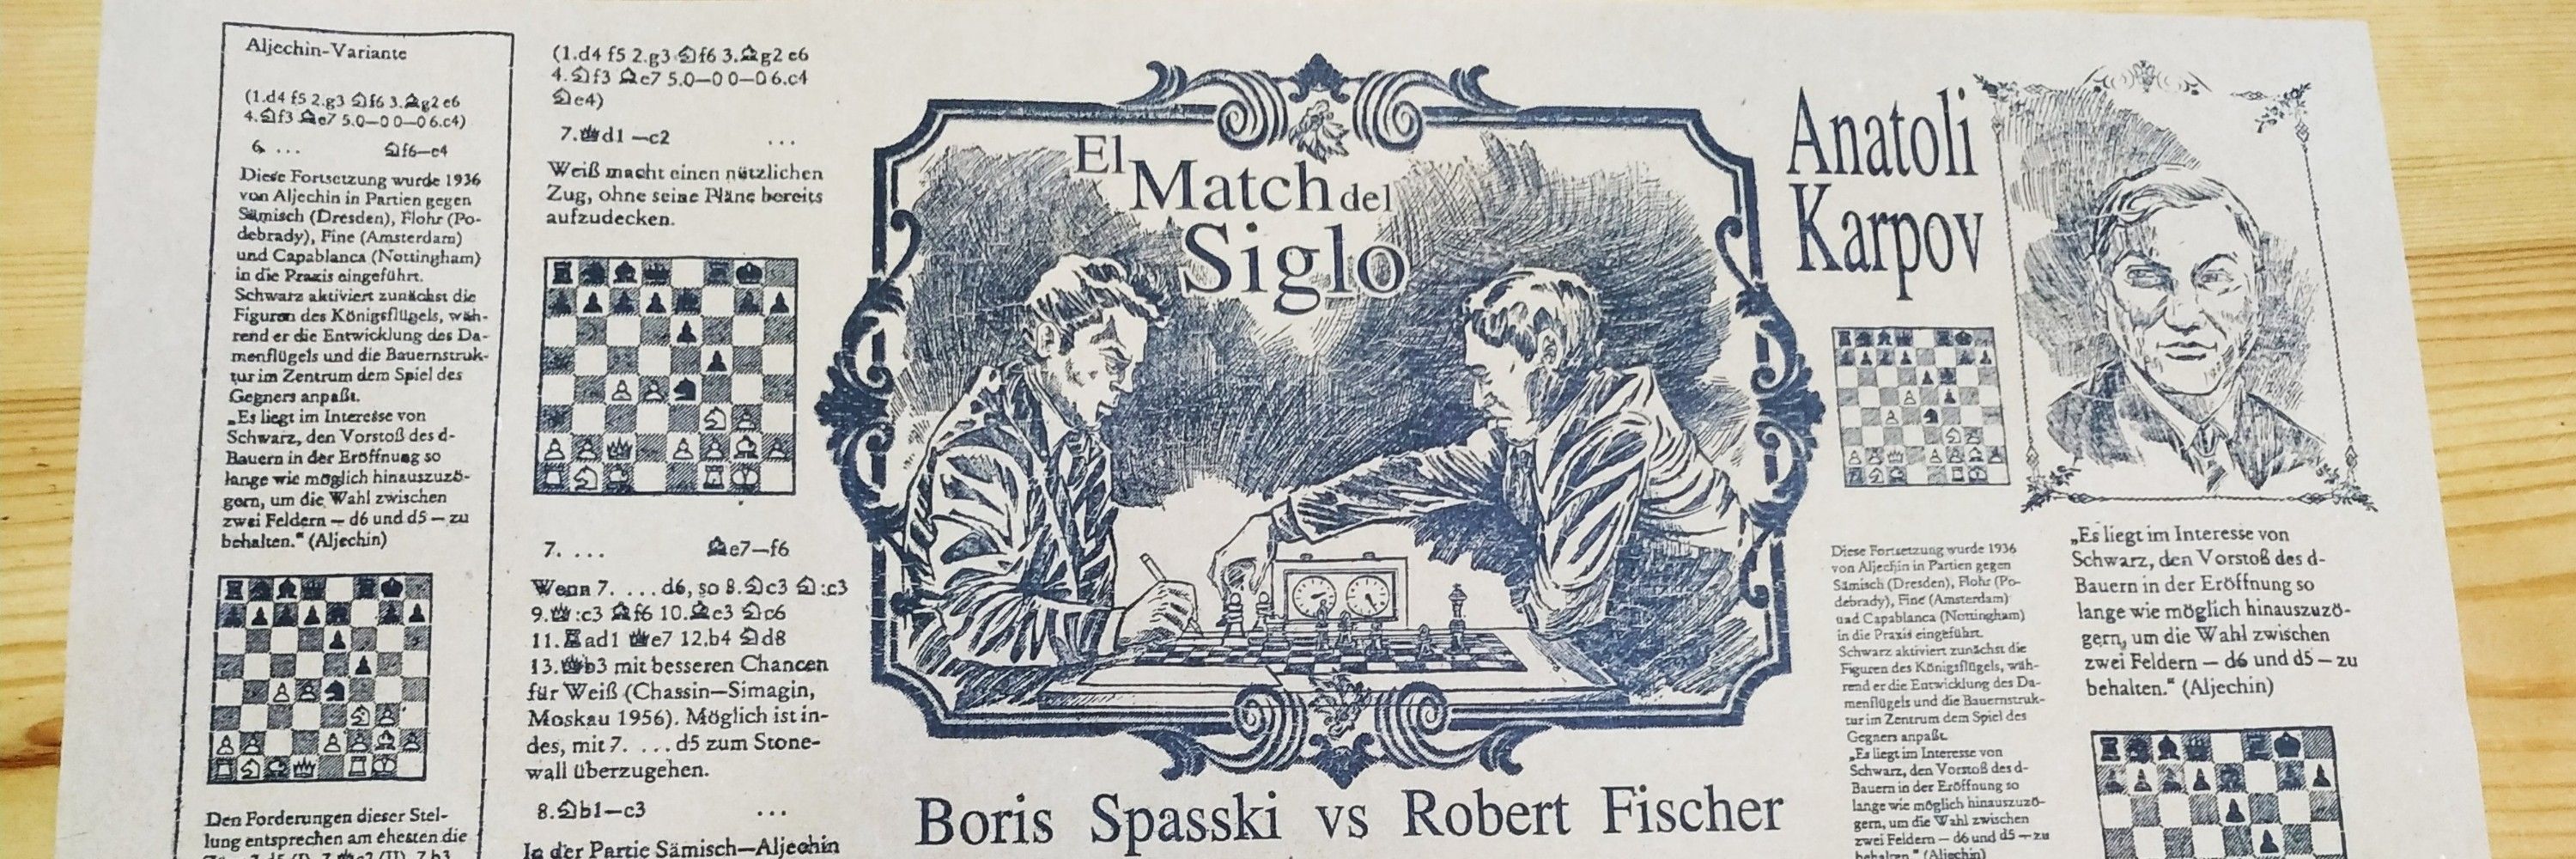 Aljechin-Variante
(1.d4 f5 2.g3 ♘f6 3.♗g2 e6
4.♘f3 ♗e7 5.0—0 0—0 6.c4)
6. ... ♘f6—e4
Diese Fortsetzung wurde 1936
von Aljechin in Partien gegen
Sämisch (Dresden), Flohr (Po-
debrady), Fine (Amsterdam)
und Capablanca (Nottingham)
in die Praxis eingeführt.
Schwarz aktiviert zunächst die
Figuren des Königsflügels, wäh-
rend er die Entwicklung des Da-
menflügels und die Bauernstruk-
tur im Zentrum dem Spiel des
Gegners anpaßt.
„Es liegt im Interesse von
Schwarz, den Vorstoß des d-
Bauern in der Eröffnung so
lange wie möglich hinauszuzö-
gern, um die Wahl zwischen
zwei Feldern — d6 und d5 — zu
behalten.“ (Aljechin)
Den Forderungen dieser Stel-
lung entsprechen am ehesten die
(1.d4 f5 2.g3 ♘f6 3.♗g2 e6
4.♘f3 ♗e7 5.0—0 0—0 6.c4
♘e4)
7.♕d1—c2 ...
Weiß macht einen nützlichen
Zug, ohne seine Pläne bereits
aufzudecken.
7. ... ♗e7—f6
Wenn 7. ... d6, so 8.♘c3 ♘:c3
9.♕:c3 ♗f6 10.♗e3 ♘c6
11.♖ad1 ♕e7 12.b4 ♘d8
13.♕b3 mit besseren Chancen
für Weiß (Chassin—Simagin,
Moskau 1956). Möglich ist in-
des, mit 7. ... d5 zum Stone-
wall überzugehen.
8.♘b1—c3 ...
In der Partie Sämisch—Aljechin
El
Match del
Siglo
Boris Spasski vs Robert Fischer
Anatoli
Karpov
Diese Fortsetzung wurde 1936
von Aljechin in Partien gegen
Sämisch (Dresden), Flohr (Po-
debrady), Fine (Amsterdam)
und Capablanca (Nottingham)
in die Praxis eingeführt.
Schwarz aktiviert zunächst die
Figuren des Königsflügels, wäh-
rend er die Entwicklung des Da-
menflügels und die Bauernstruk-
tur im Zentrum dem Spiel des
Gegners anpaßt.
„Es liegt im Interesse von
Schwarz, den Vorstoß des d-
Bauern in der Eröffnung so
lange wie möglich hinauszuzö-
gern, um die Wahl zwischen
zwei Feldern — d6 und d5 — zu
behalten.“ (Aljechin)
„Es liegt im Interesse von
Schwarz, den Vorstoß des d-
Bauern in der Eröffnung so
lange wie möglich hinauszuzö-
gern, um die Wahl zwischen
zwei Feldern — d6 und d5 — zu
behalten.“ (Aljechin)